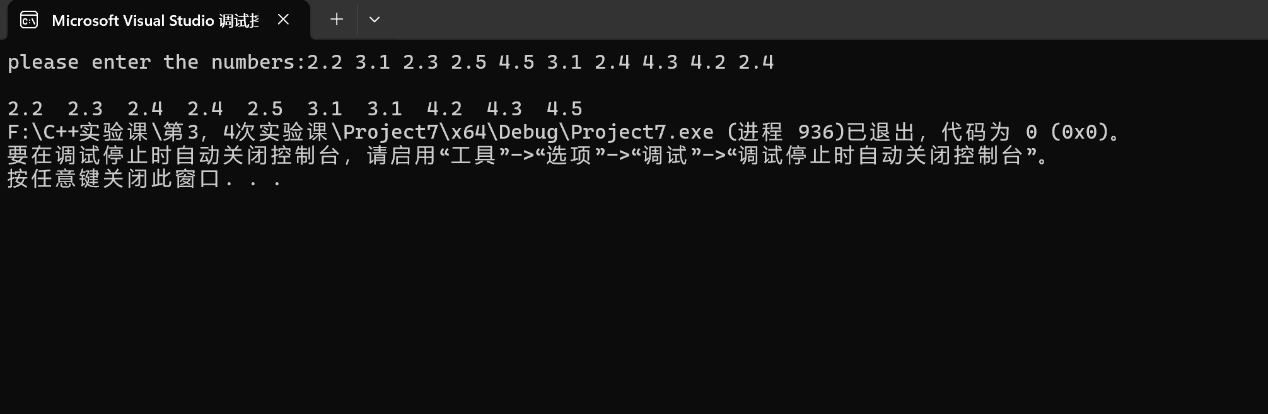 Microsoft Visual Studio 调试
please enter the numbers:2.2 3.1 2.3 2.5 4.5 3.1 2.4 4.3 4.2 2.4
2.2  2.3  2.4  2.4  2.5  3.1  3.1  4.2  4.3  4.5
F:\C++实验课\第3，4次实验课\Project7\x64\Debug\Project7.exe (进程 936)已退出，代码为 0 (0x0)。
要在调试停止时自动关闭控制台，请启用“工具”->“选项”->“调试”->“调试停止时自动关闭控制台”。
按任意键关闭此窗口. . .